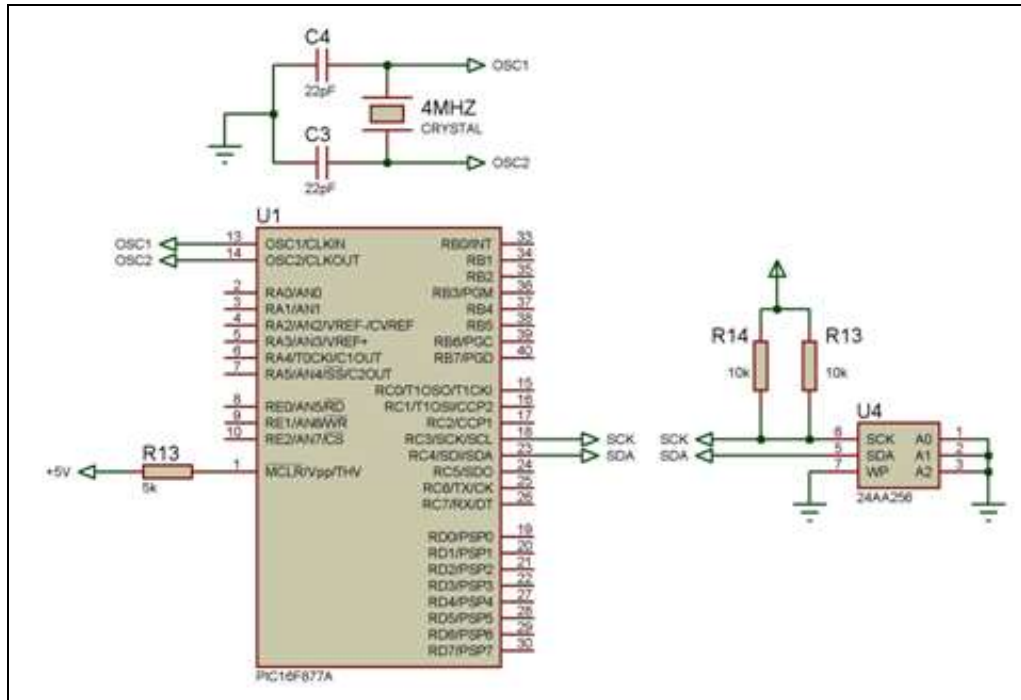 C4
22pF
OSC1
4MHZ
CRYSTAL
C3
22pF
OSC2
U1
OSC1 13 OSC1/CLKIN RB0/INT 33
OSC2 14 OSC2/CLKOUT RB1 34
RB2 35
2 RA0/AN0 RB3/PGM 36
3 RA1/AN1 RB4 37
4 RA2/AN2/VREF-/CVREF RB5 38
5 RA3/AN3/VREF+ RB6/PGC 39
6 RA4/T0CKI/C1OUT RB7/PGD 40
7 RA5/AN4/SS/C2OUT
RC0/T1OSO/T1CKI 15
8 RE0/AN5/RD RC1/T1OSI/CCP2 16
9 RE1/AN6/WR RC2/CCP1 17
10 RE2/AN7/CS RC3/SCK/SCL 18 SCK
RC4/SDI/SDA 23 SDA
R13
+5V 1 MCLR/Vpp/THV RC5/SDO 24
5k
RC6/TX/CK 25
RC7/RX/DT 26
RD0/PSP0 19
RD1/PSP1 20
RD2/PSP2 21
RD3/PSP3 22
RD4/PSP4 27
RD5/PSP5 28
RD6/PSP6 29
RD7/PSP7 30
PIC16F877A
R14 R13
10k 10k
U4
SCK 6 SCK A0 1
SDA 5 SDA A1 2
7 WP A2 3
24AA256